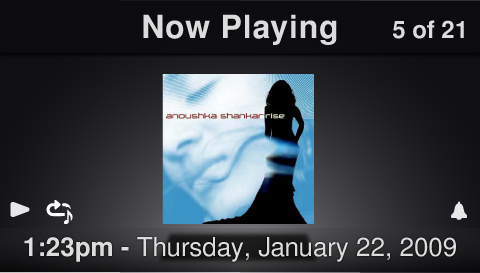 Now Playing
5 of 21
anoushka shankar rise
1:23pm - Thursday, January 22, 2009